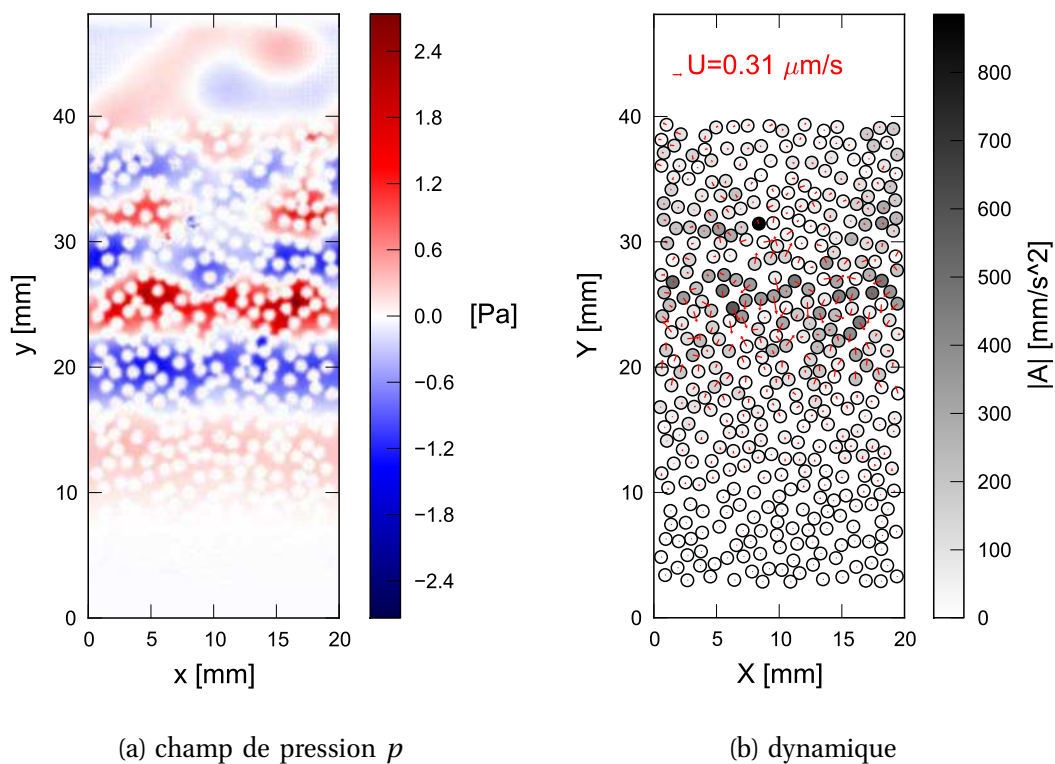 2.4
1.8
1.2
0.6
0.0
−0.6
−1.2
−1.8
−2.4
[Pa]
40
30
20
10
0
y [mm]
0 5 10 15 20
x [mm]
(a) champ de pression p
U=0.31 μm/s
40
30
20
10
0
Y [mm]
0 5 10 15 20
X [mm]
800
700
600
500
400
300
200
100
0
|A| [mm/s^2]
(b) dynamique